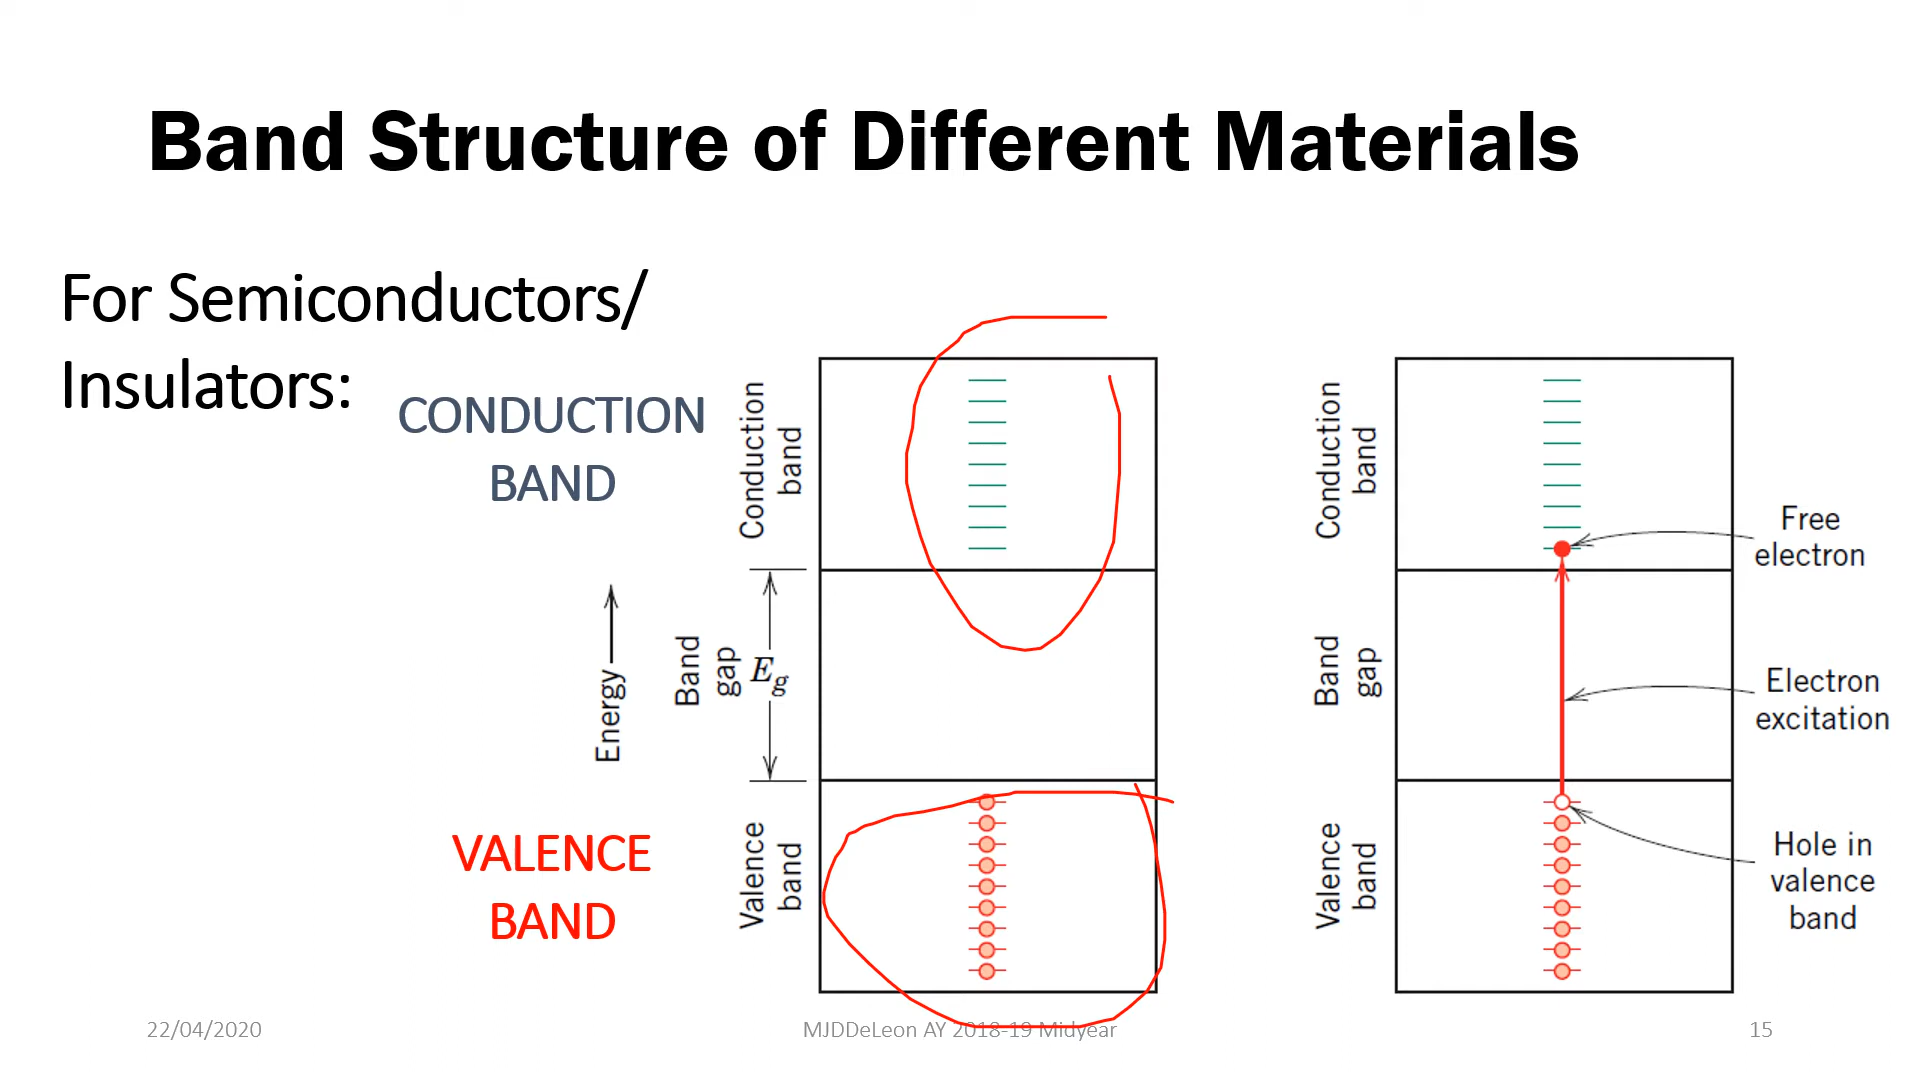 Band Structure of Different Materials
For Semiconductors/
Insulators:
CONDUCTION
BAND
VALENCE
BAND
Energy
Conduction
band
Band
gap
Eg
Valence
band
Conduction
band
Band
gap
Valence
band
Free
electron
Electron
excitation
Hole in
valence
band
22/04/2020
MJDDeLeon AY 2018-19 Midyear
15